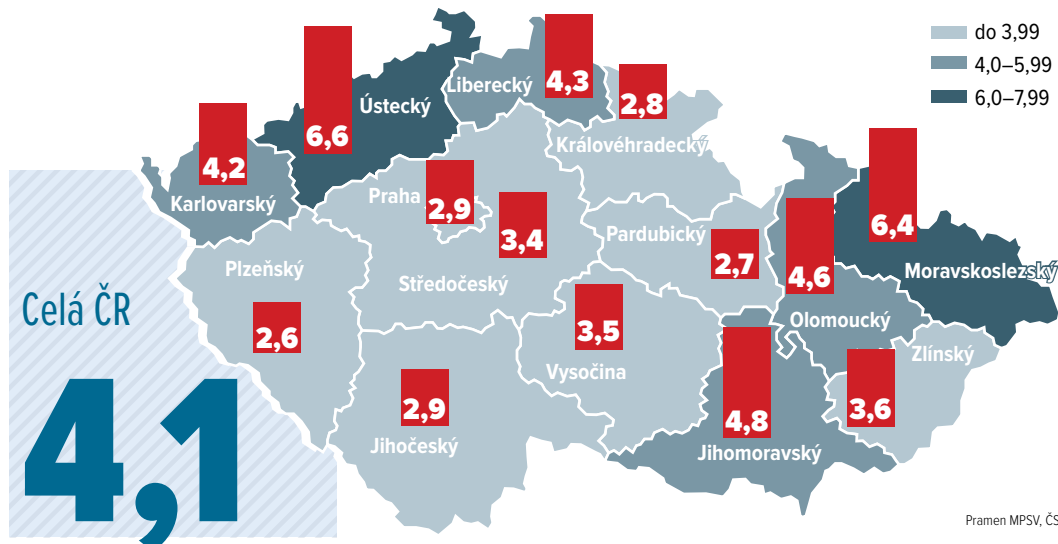 do 3,99
4,0–5,99
6,0–7,99
4,3
Liberecký
2,8
Ústecký
6,6
Královéhradecký
4,2
Karlovarský
Praha
2,9
3,4
Středočeský
Pardubický
2,7
4,6
Olomoucký
6,4
Moravskoslezský
Plzeňský
2,6
3,5
Vysočina
Zlínský
3,6
2,9
Jihočeský
4,8
Jihomoravský
Celá ČR
4,1
Pramen MPSV, ČS